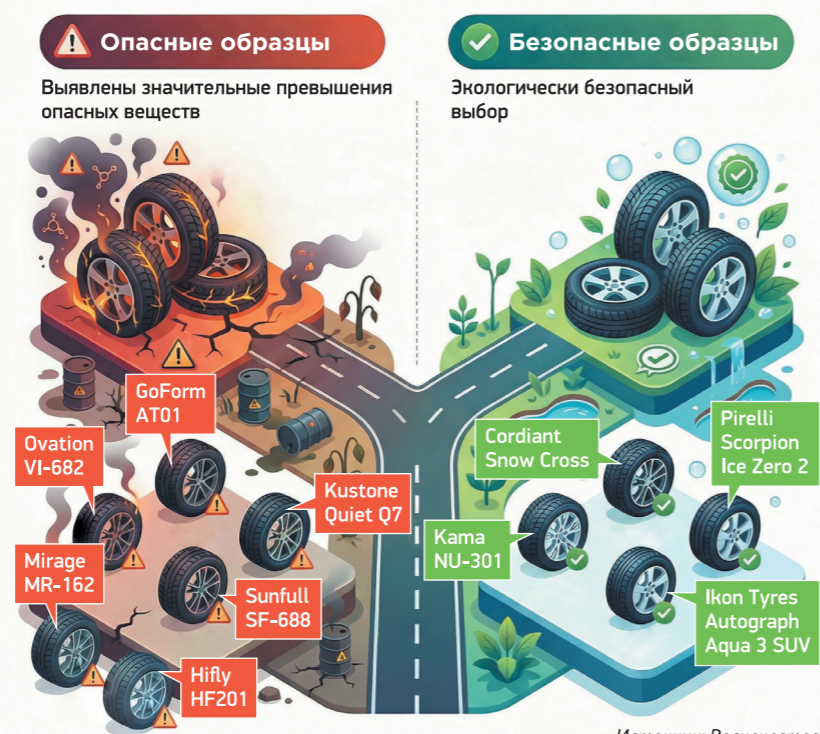 Опасные образцы
Выявлены значительные превышения
опасных веществ
Безопасные образцы
Экологически безопасный
выбор
GoForm
AT01
Ovation
VI-682
Kustone
Quiet Q7
Mirage
MR-162
Sunfull
SF-688
Hifly
HF201
Cordiant
Snow Cross
Pirelli
Scorpion
Ice Zero 2
Kama
NU-301
Ikon Tyres
Autograph
Aqua 3 SUV